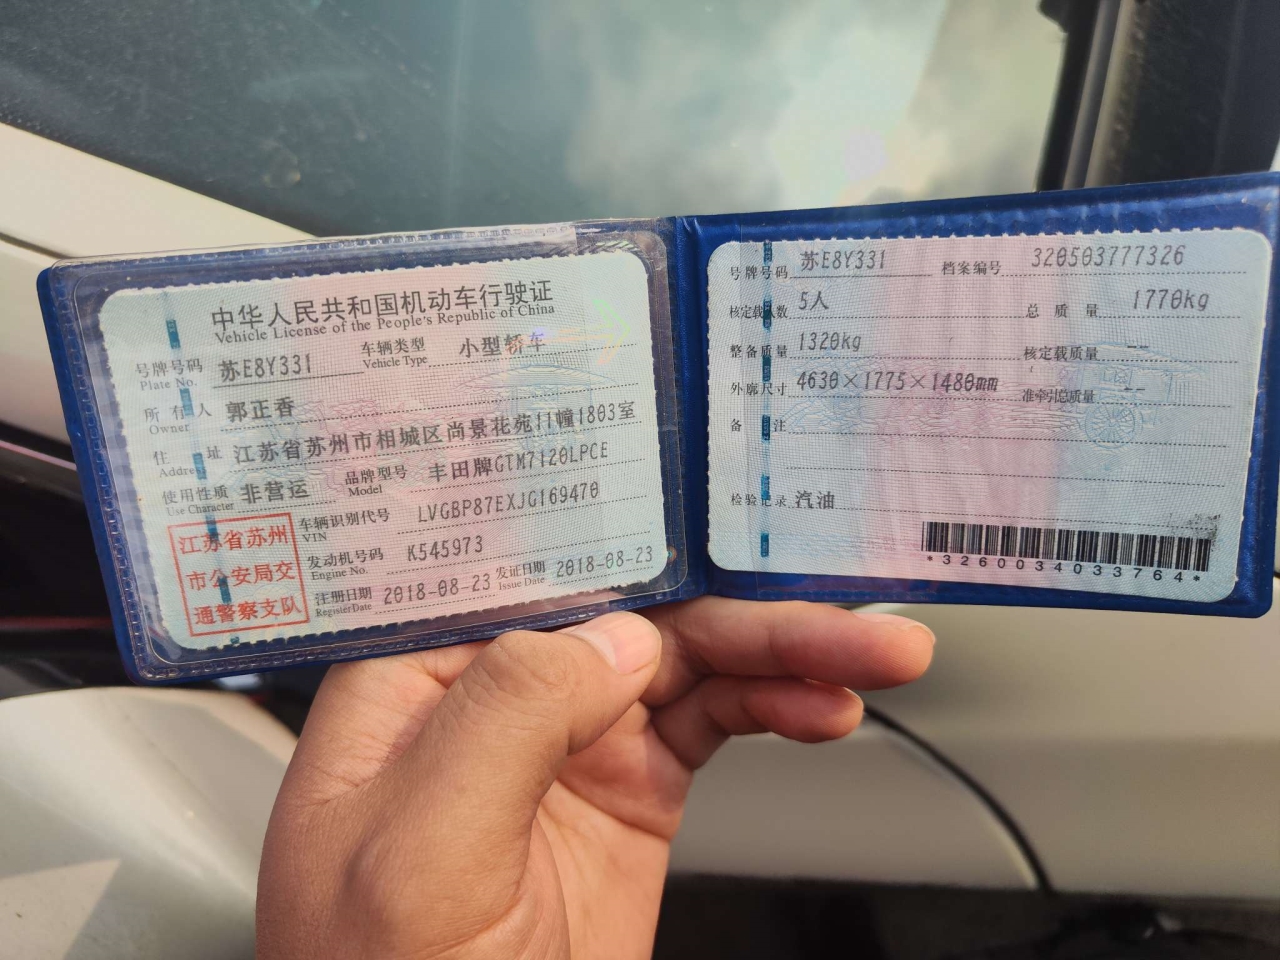 中华人民共和国机动车行驶证
Vehicle License of the People's Republic of China
号牌号码 苏E8Y331 车辆类型 小型轿车
Plate No. Vehicle Type
所有人 郭正香
Owner
住址 江苏省苏州市相城区尚景花苑11幢1803室
Address
使用性质 非营运 品牌型号 丰田牌GTM7120LPCE
Use Character Model
车辆识别代号 LVGBP87EXJG169470
VIN
发动机号码 K545973
Engine No.
注册日期 2018-08-23 发证日期 2018-08-23
Register Date Issue Date
江苏省苏州
市公安局交
通警察支队
号牌号码 苏E8Y331 档案编号 320503777326
核定载人数 5人 总质量 1770kg
整备质量 1320kg 核定载质量 --
外廓尺寸 4630×1775×1480mm 准牵引总质量 --
备注
检验记录 汽油
*3260034033764*